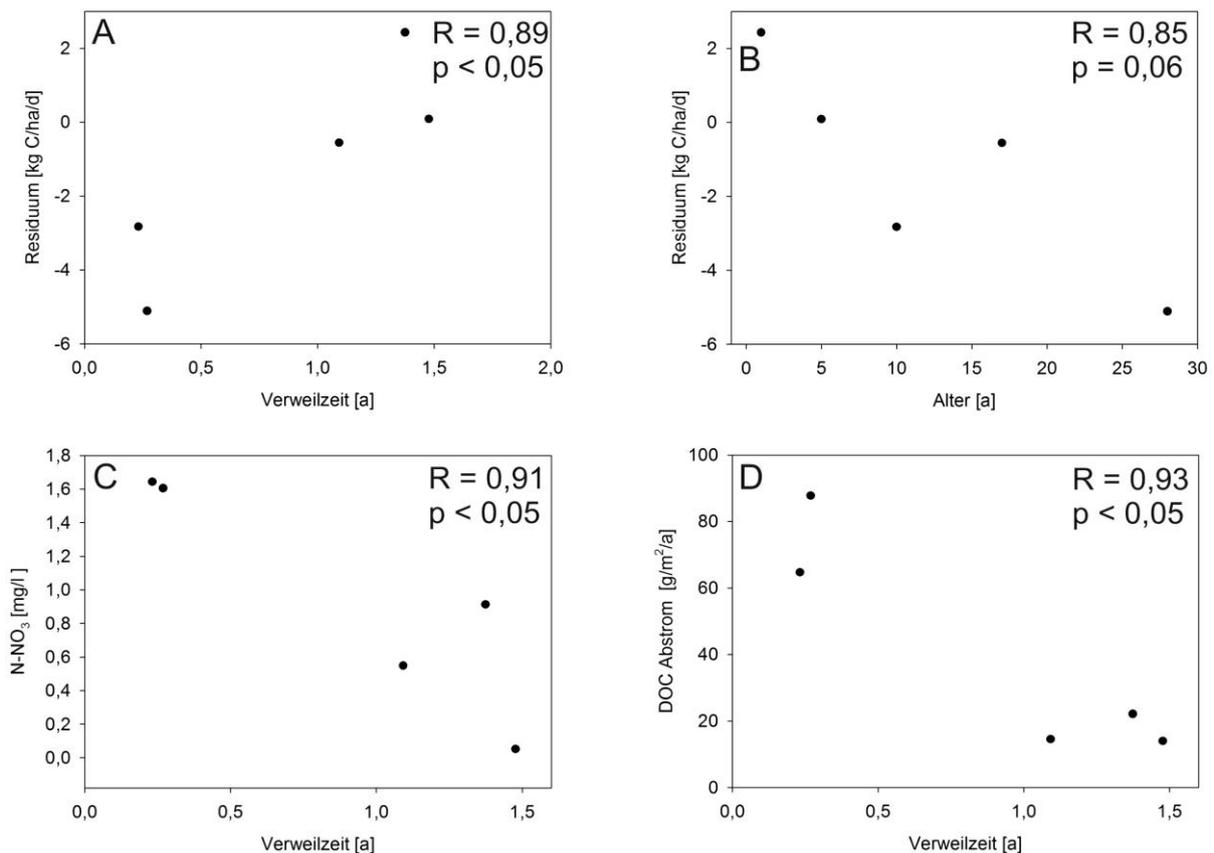 A
R = 0,89
p < 0,05
Residuum [kg C/ha/d]
2
0
-2
-4
-6
0,0 0,5 1,0 1,5 2,0
Verweilzeit [a]
B
R = 0,85
p = 0,06
Residuum [kg C/ha/d]
2
0
-2
-4
-6
0 5 10 15 20 25 30
Alter [a]
C
R = 0,91
p < 0,05
N-NO₃ [mg/l]
1,8
1,6
1,4
1,2
1,0
0,8
0,6
0,4
0,2
0,0
0,0 0,5 1,0 1,5
Verweilzeit [a]
D
R = 0,93
p < 0,05
DOC Abstrom [g/m²/a]
100
80
60
40
20
0
0,0 0,5 1,0 1,5
Verweilzeit [a]